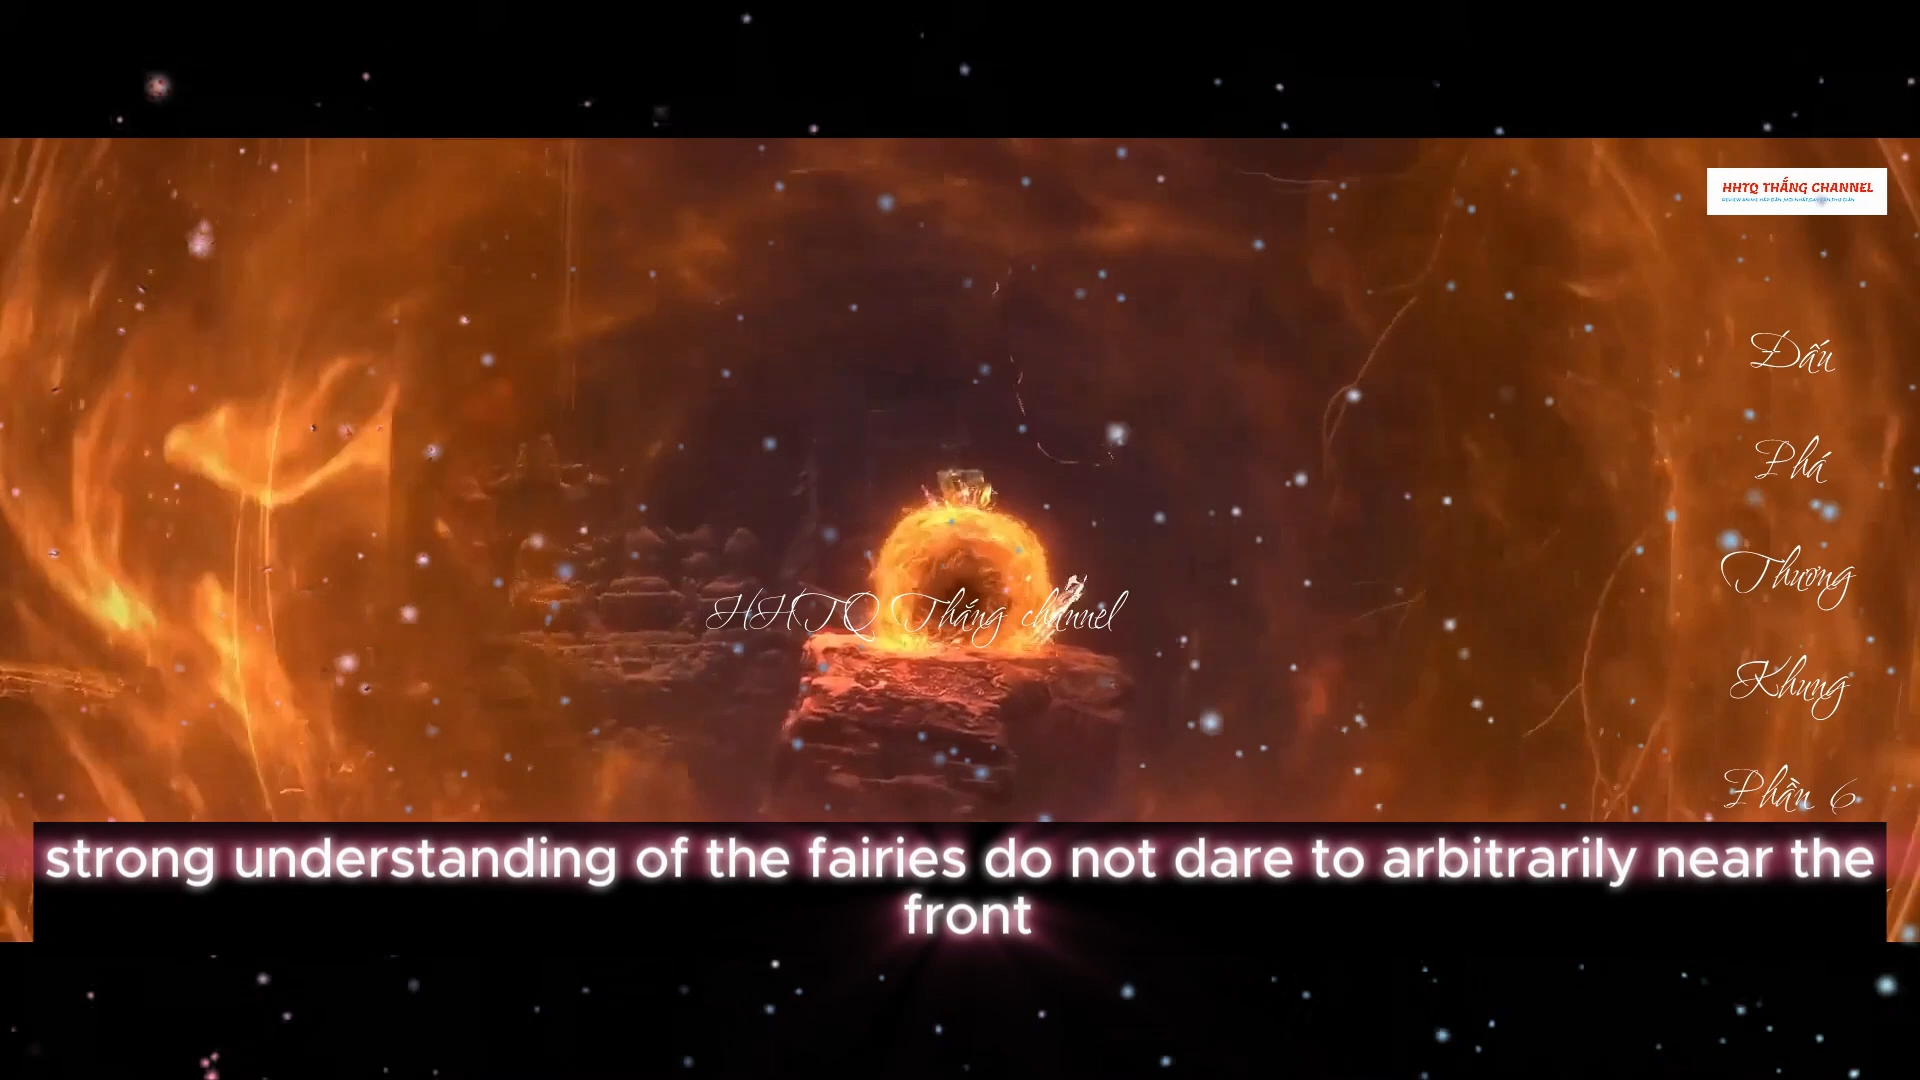 HHTQ THẮNG CHANNEL
Đấu
Phá
Thương
Khung
Phần 6
HHTQ Thắng channel
strong understanding of the fairies do not dare to arbitrarily near the
front